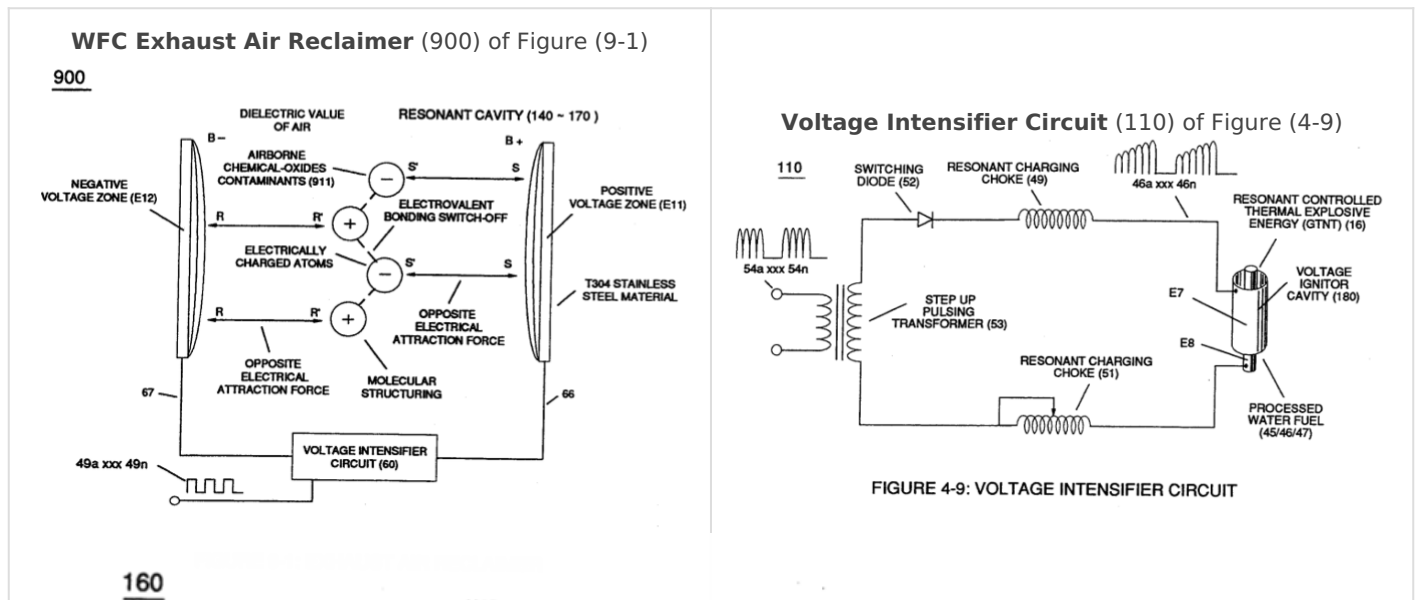 WFC Exhaust Air Reclaimer (900) of Figure (9-1)
900
DIELECTRIC VALUE
OF AIR
RESONANT CAVITY (140 ~ 170 )
B -
B +
AIRBORNE
CHEMICAL-OXIDES
CONTAMINANTS (911)
−
S'
S
NEGATIVE
VOLTAGE ZONE (E12)
POSITIVE
VOLTAGE ZONE (E11)
ELECTROVALENT
BONDING SWITCH-OFF
R
R'
+
ELECTRICALLY
CHARGED ATOMS
−
S'
S
T304 STAINLESS
STEEL MATERIAL
R
R'
+
OPPOSITE
ELECTRICAL
ATTRACTION FORCE
OPPOSITE
ELECTRICAL
ATTRACTION FORCE
MOLECULAR
STRUCTURING
67
66
VOLTAGE INTENSIFIER
CIRCUIT (60)
49a xxx 49n
Voltage Intensifier Circuit (110) of Figure (4-9)
110
SWITCHING
DIODE (52)
RESONANT CHARGING
CHOKE (49)
46a xxx 46n
RESONANT CONTROLLED
THERMAL EXPLOSIVE
ENERGY (GTNT) (16)
54a xxx 54n
VOLTAGE
IGNITOR
CAVITY (180)
E7
STEP UP
PULSING
TRANSFORMER (53)
E8
RESONANT CHARGING
CHOKE (51)
PROCESSED
WATER FUEL
(45/46/47)
FIGURE 4-9: VOLTAGE INTENSIFIER CIRCUIT
160